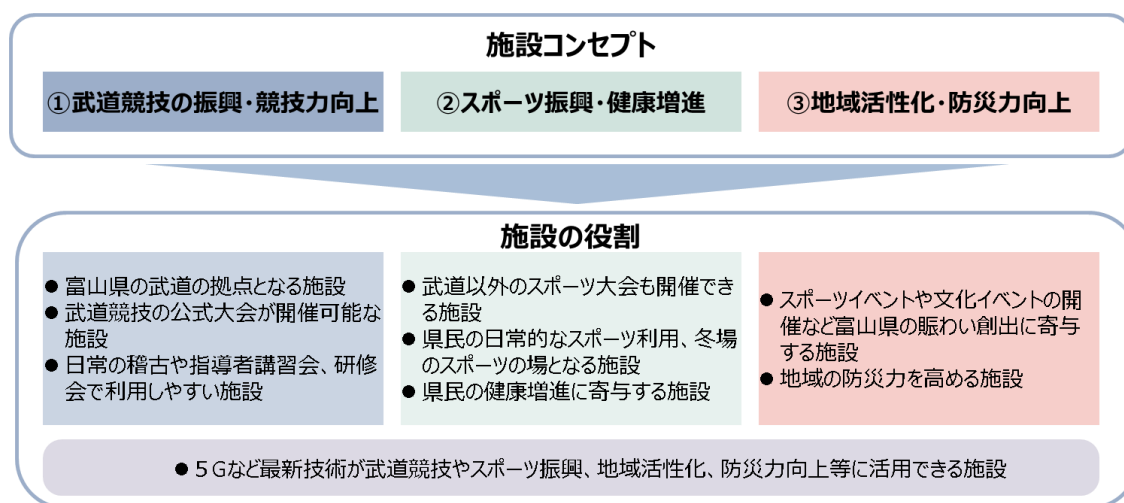 施設コンセプト
①武道競技の振興・競技力向上
②スポーツ振興・健康増進
③地域活性化・防災力向上
施設の役割
● 富山県の武道の拠点となる施設
● 武道競技の公式大会が開催可能な
施設
● 日常の稽古や指導者講習会、研修
会で利用しやすい施設
● 武道以外のスポーツ大会も開催でき
る施設
● 県民の日常的なスポーツ利用、冬場
のスポーツの場となる施設
● 県民の健康増進に寄与する施設
● スポーツイベントや文化イベントの開
催など富山県の賑わい創出に寄与
する施設
● 地域の防災力を高める施設
● 5Gなど最新技術が武道競技やスポーツ振興、地域活性化、防災力向上等に活用できる施設